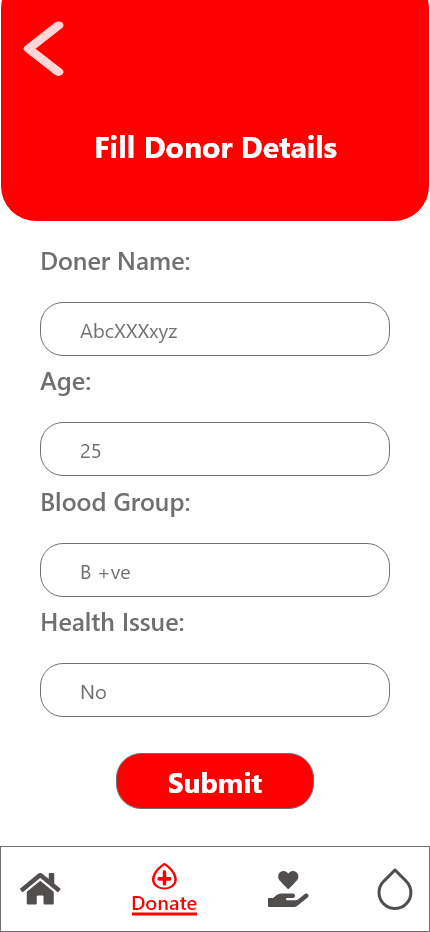 Fill Donor Details
Doner Name:
AbcXXXxyz
Age:
25
Blood Group:
B +ve
Health Issue:
No
Submit
Donate